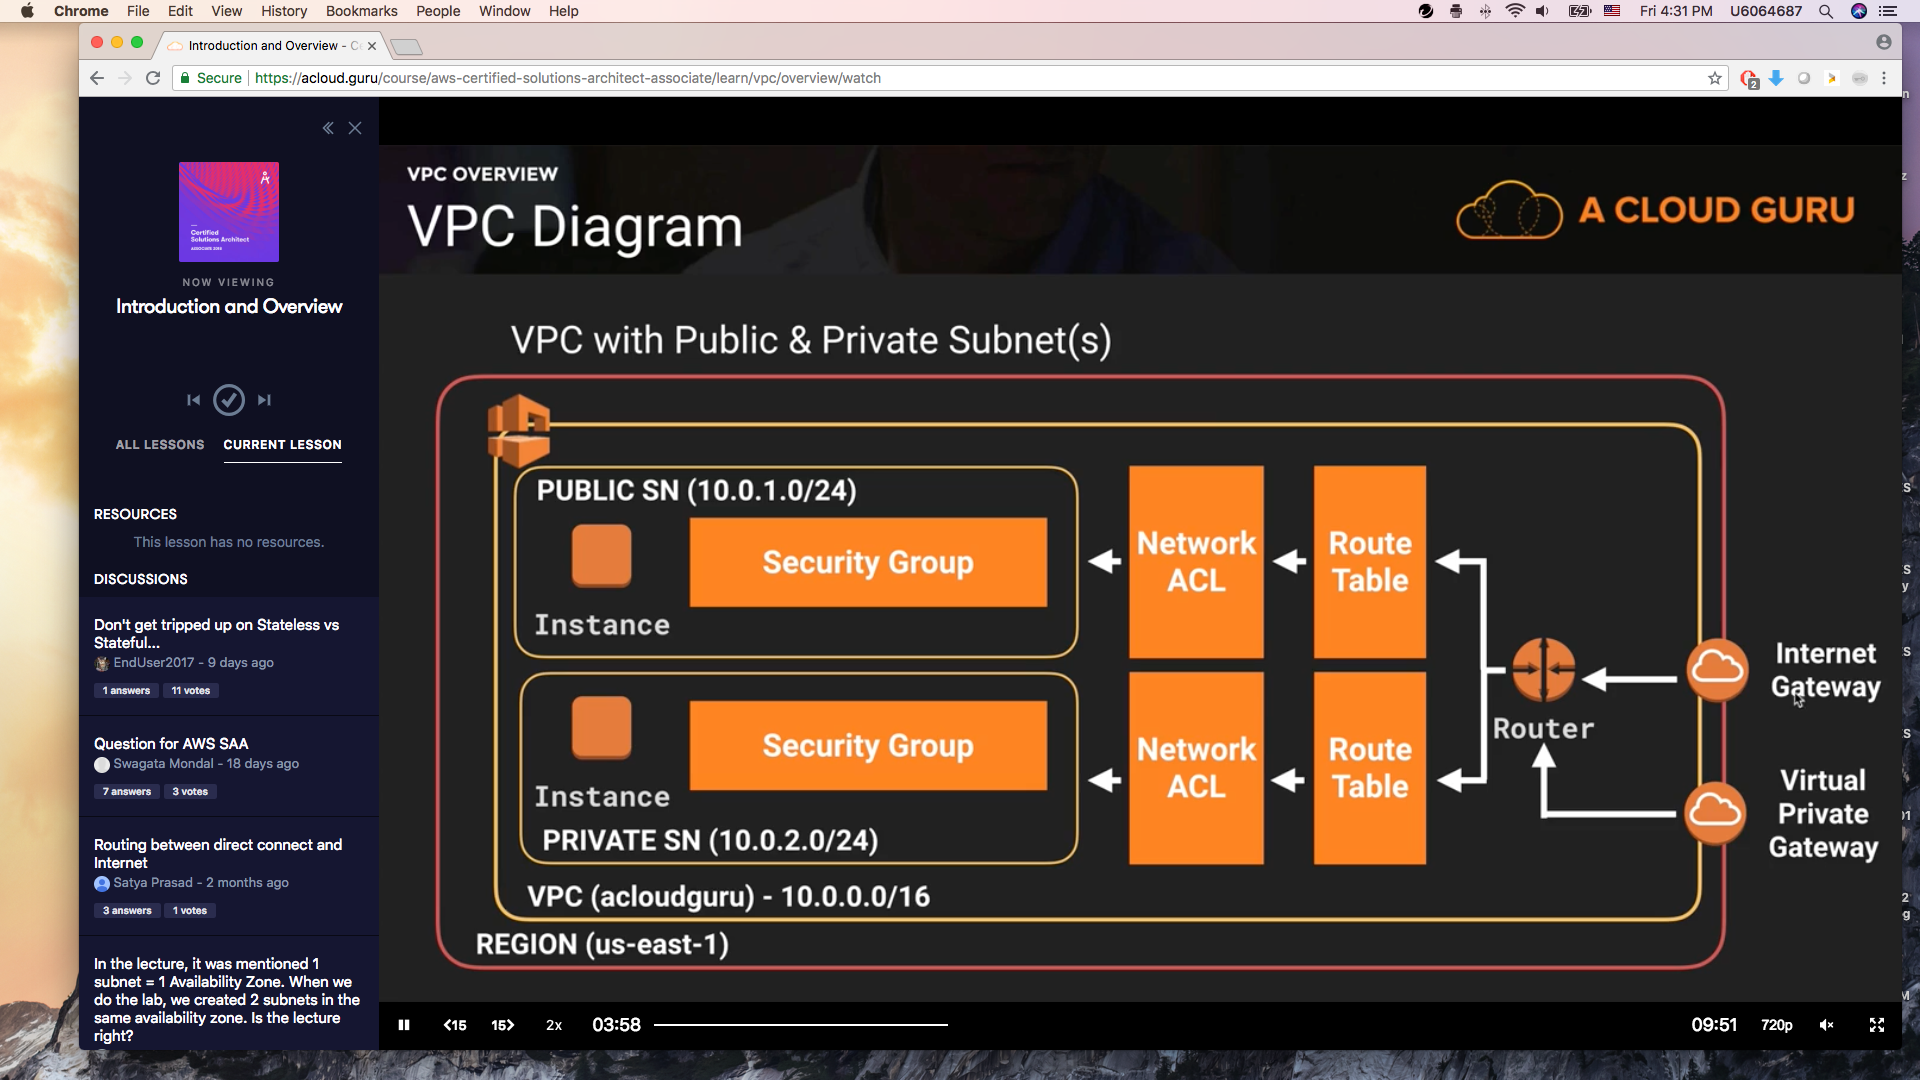 Chrome File Edit View History Bookmarks People Window Help
Fri 4:31 PM U6064687
Introduction and Overview - C
Secure https://acloud.guru/course/aws-certified-solutions-architect-associate/learn/vpc/overview/watch
2
Certified
Solutions Architect
ASSOCIATE
NOW VIEWING
Introduction and Overview
ALL LESSONS CURRENT LESSON
RESOURCES
This lesson has no resources.
DISCUSSIONS
Don't get tripped up on Stateless vs
Stateful...
EndUser2017 - 9 days ago
1 answers 11 votes
Question for AWS SAA
Swagata Mondal - 18 days ago
7 answers 3 votes
Routing between direct connect and
Internet
Satya Prasad - 2 months ago
3 answers 1 votes
In the lecture, it was mentioned 1
subnet = 1 Availability Zone. When we
do the lab, we created 2 subnets in the
same availability zone. Is the lecture
right?
VPC OVERVIEW
VPC Diagram
A CLOUD GURU
VPC with Public & Private Subnet(s)
PUBLIC SN (10.0.1.0/24)
Security Group
Instance
Network
ACL
Route
Table
Security Group
Instance
PRIVATE SN (10.0.2.0/24)
Network
ACL
Route
Table
Router
Internet
Gateway
Virtual
Private
Gateway
VPC (acloudguru) - 10.0.0.0/16
REGION (us-east-1)
15 15 2x 03:58 09:51 720p